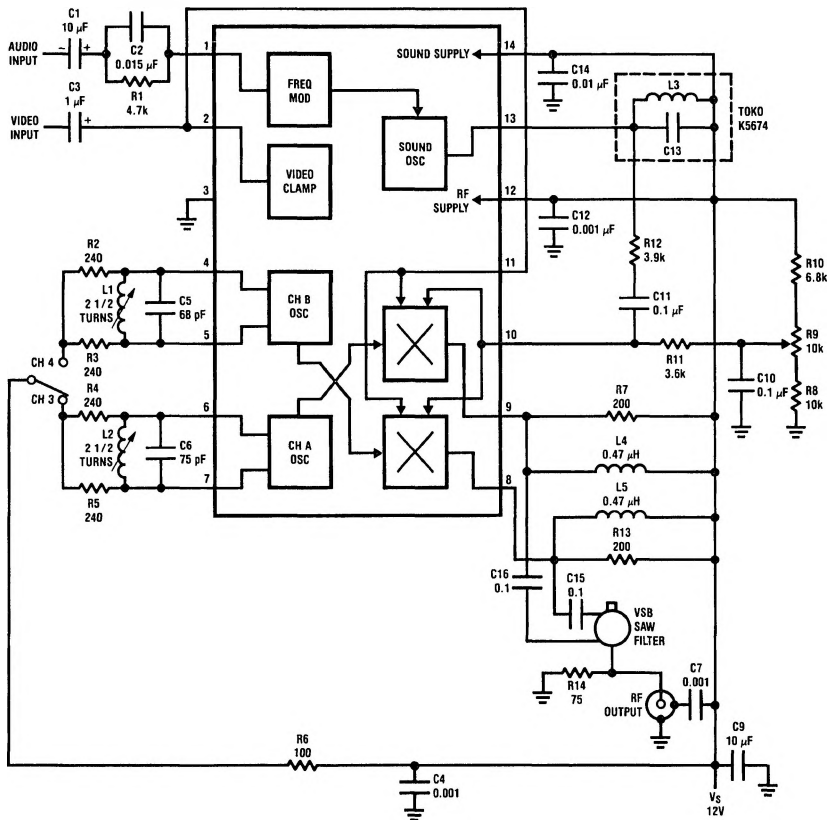 C1
10 μF
AUDIO
INPUT
~
+
C2
0.015 μF
R1
4.7k
C3
1 μF
VIDEO
INPUT
+
1
2
3
4
5
6
7
FREQ
MOD
VIDEO
CLAMP
SOUND SUPPLY
SOUND
OSC
RF
SUPPLY
CH B
OSC
CH A
OSC
14
13
12
11
10
9
8
C14
0.01 μF
L3
C13
TOKO
K5674
C12
0.001 μF
R12
3.9k
C11
0.1 μF
R10
6.8k
R9
10k
R8
10k
R11
3.6k
C10
0.1 μF
R7
200
L4
0.47 μH
L5
0.47 μH
R13
200
C16
0.1
C15
0.1
VSB
SAW
FILTER
R14
75
RF
OUTPUT
C7
0.001
C9
10 μF
VS
12V
R2
240
L1
2 1/2
TURNS
C5
68 pF
R3
240
CH 4
CH 3
R4
240
L2
2 1/2
TURNS
C6
75 pF
R5
240
R6
100
C4
0.001